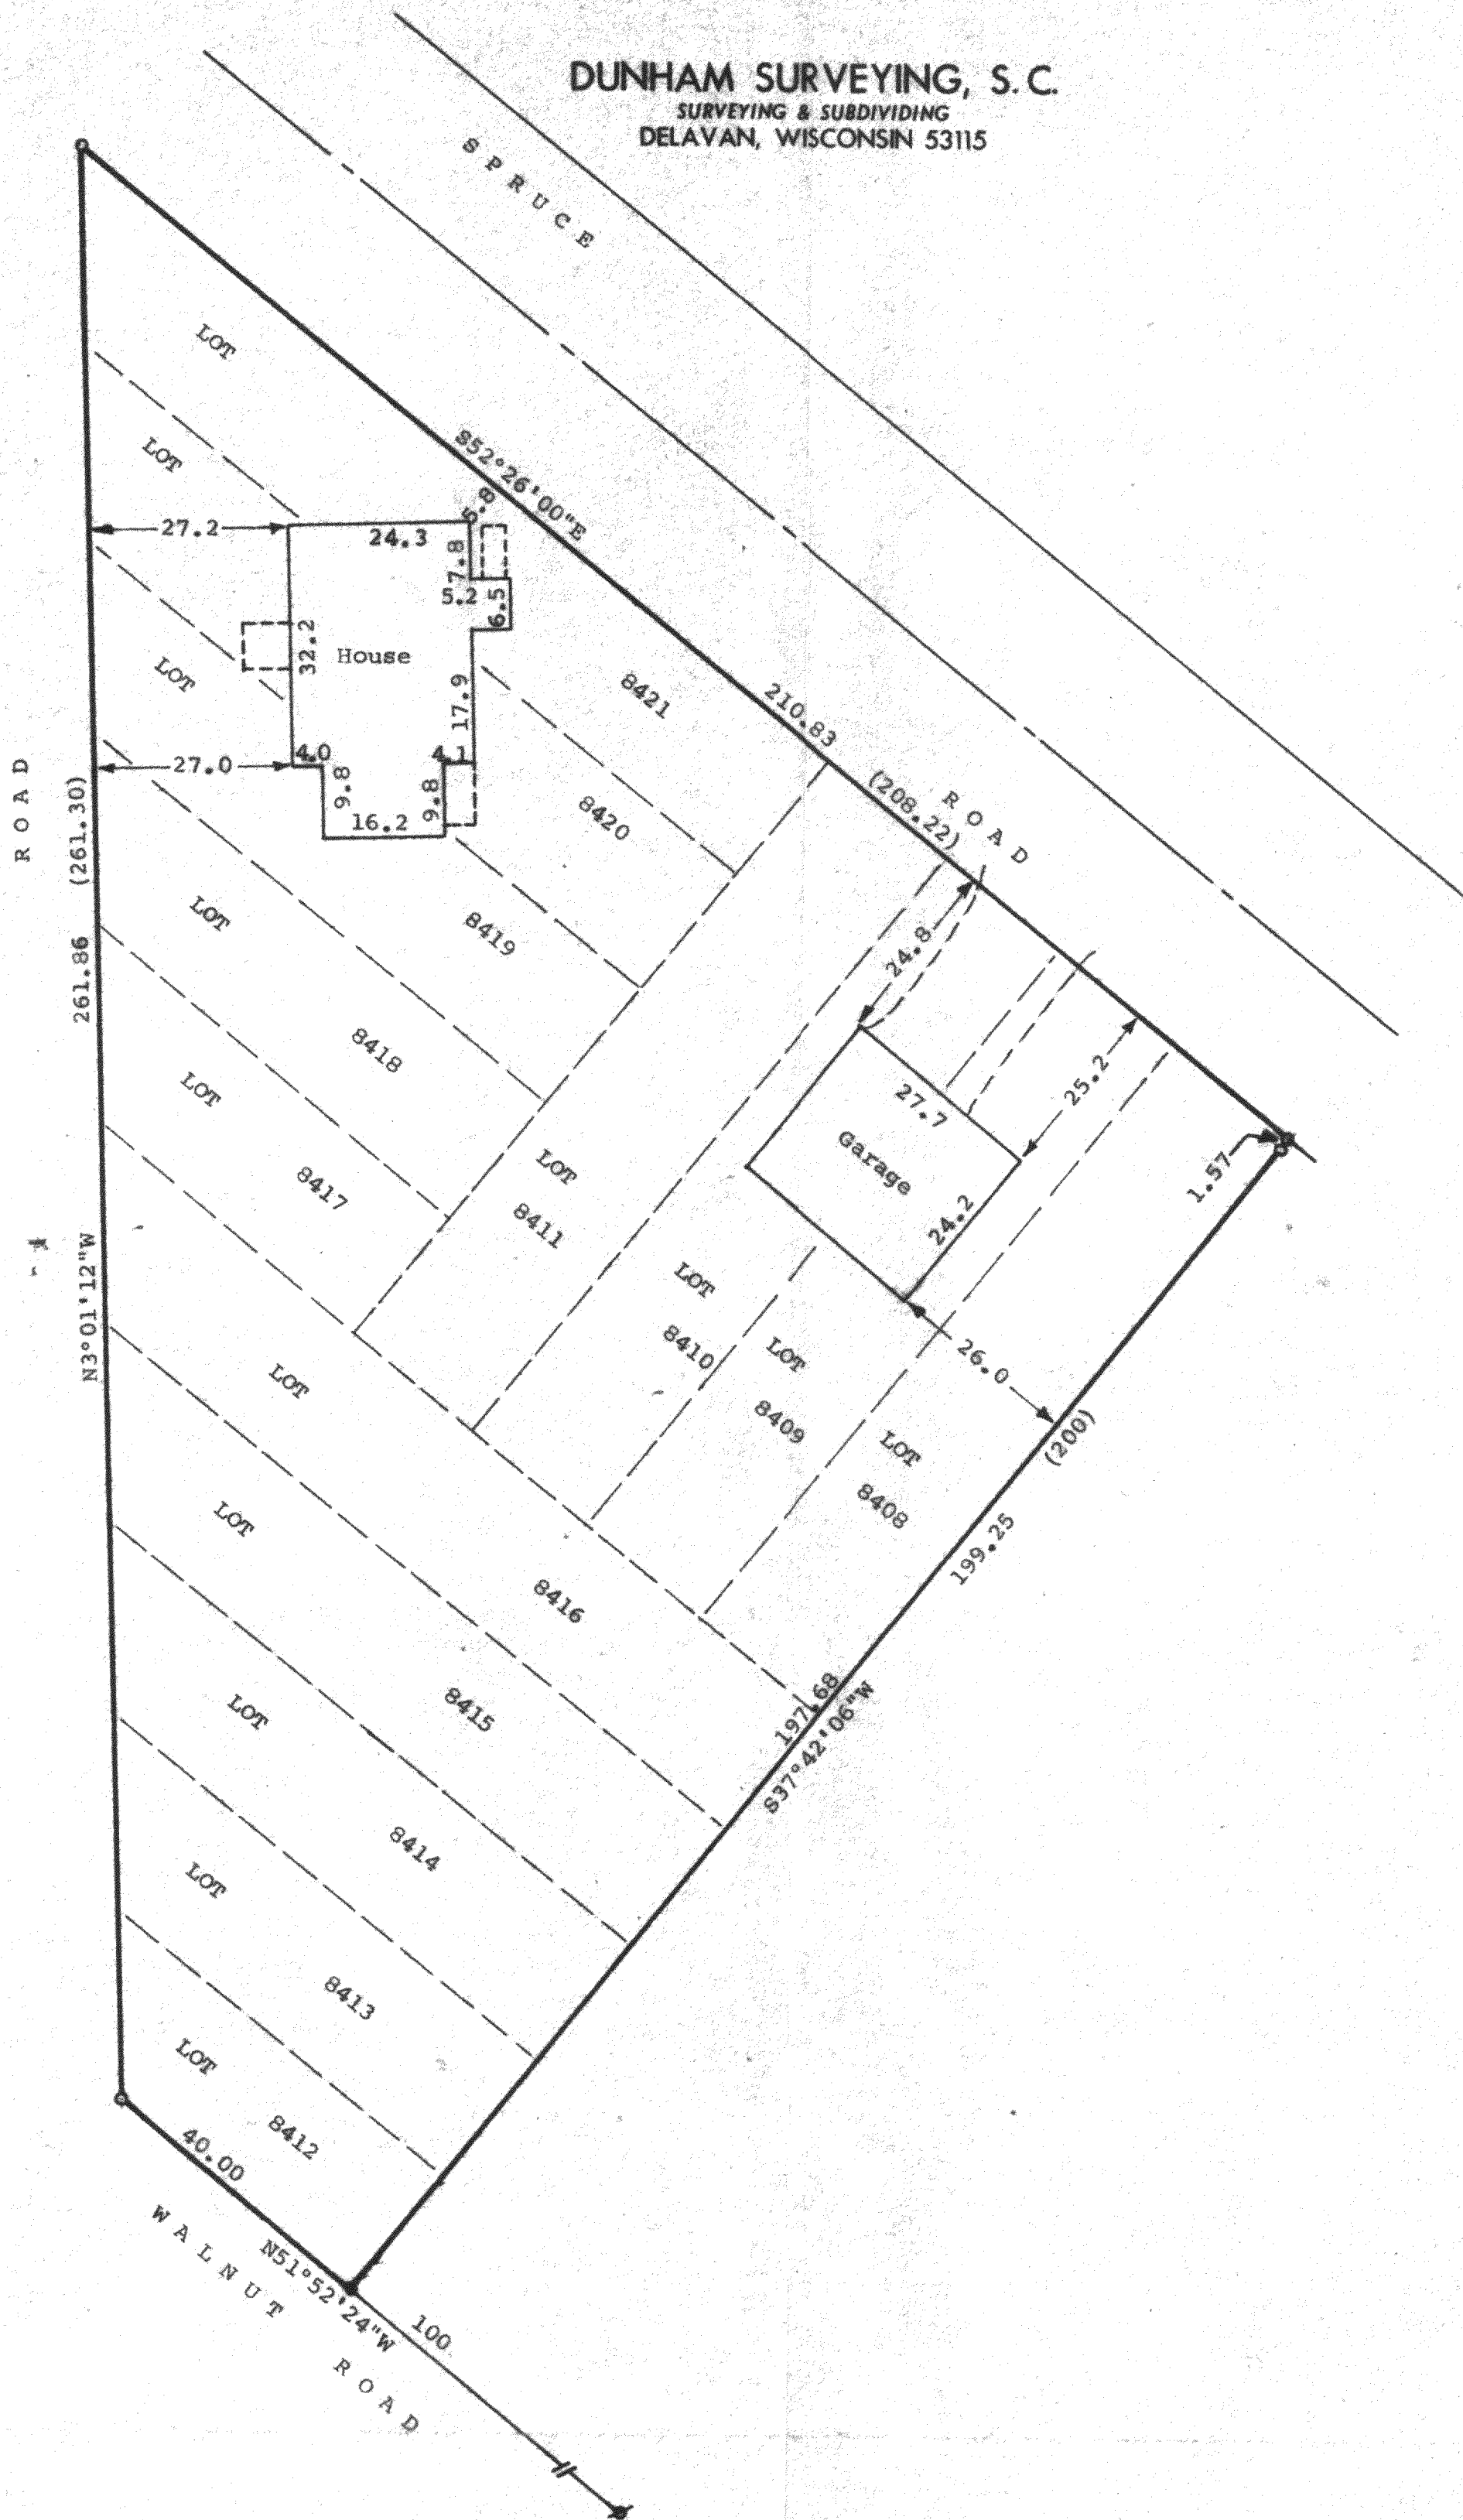 DUNHAM SURVEYING, S.C.
SURVEYING & SUBDIVIDING
DELAVAN, WISCONSIN 53115
SPRUCE
ROAD
LOT
LOT
S52°26'00"E
210.83
(208.22)
27.2
24.3
5.8
7.8
5.2
6.5
32.2
House
17.9
LOT
8421
27.0
4.0
4.1
9.8
9.8
16.2
8420
ROAD
261.86 (261.30)
N3°01'12"W
LOT
8419
8418
LOT
8417
24.8
27.7
25.2
Garage
24.2
1.57
LOT
8411
LOT
8410
LOT
8409
26.0
LOT
8408
(200)
199.25
197.68
S37°42'06"W
LOT
8416
LOT
8415
LOT
8414
LOT
8413
LOT
8412
40.00
N51°52'24"W
100
WALNUT ROAD